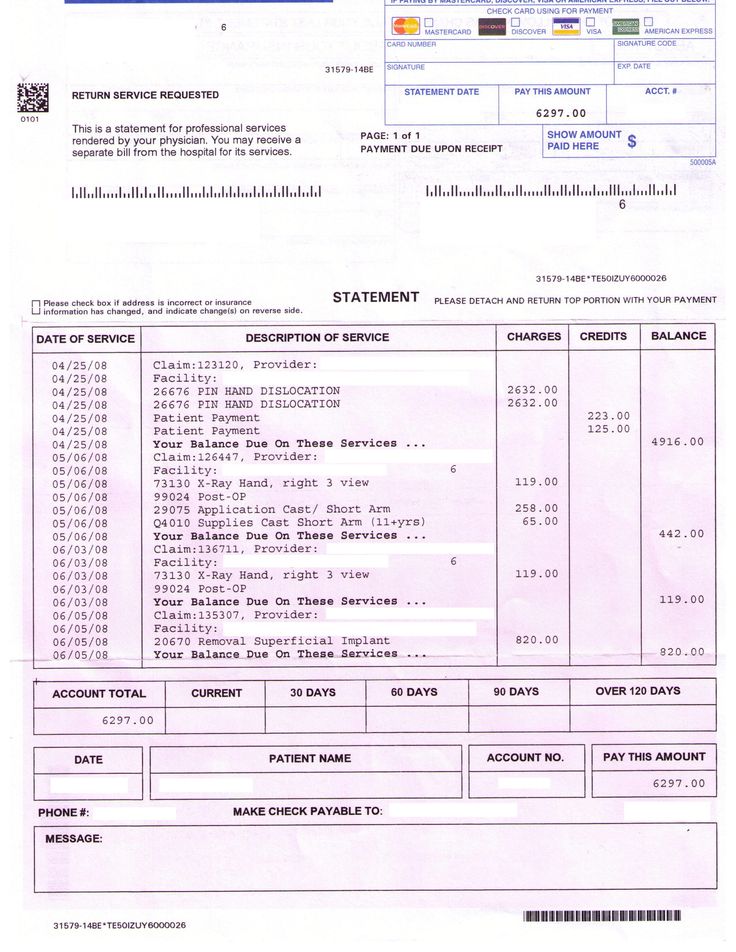 IF PAYING BY MASTERCARD, DISCOVER, VISA OR AMERICAN EXPRESS, FILL OUT BELOW.
CHECK CARD USING FOR PAYMENT
MASTERCARD DISCOVER VISA AMERICAN EXPRESS
6
CARD NUMBER SIGNATURE CODE
31579-14BE
SIGNATURE EXP. DATE
STATEMENT DATE PAY THIS AMOUNT ACCT. #
6297.00
RETURN SERVICE REQUESTED
0101
This is a statement for professional services
rendered by your physician. You may receive a
separate bill from the hospital for its services.
PAGE: 1 of 1
PAYMENT DUE UPON RECEIPT
SHOW AMOUNT
PAID HERE $
500005A
6
31579-14BE*TE50IZUY6000026
Please check box if address is incorrect or insurance
information has changed, and indicate change(s) on reverse side.
STATEMENT PLEASE DETACH AND RETURN TOP PORTION WITH YOUR PAYMENT
DATE OF SERVICE DESCRIPTION OF SERVICE CHARGES CREDITS BALANCE
04/25/08 Claim:123120, Provider:
04/25/08 Facility:
04/25/08 26676 PIN HAND DISLOCATION 2632.00
04/25/08 26676 PIN HAND DISLOCATION 2632.00
04/25/08 Patient Payment 223.00
04/25/08 Patient Payment 125.00
04/25/08 Your Balance Due On These Services ... 4916.00
05/06/08 Claim:126447, Provider:
05/06/08 Facility: 6
05/06/08 73130 X-Ray Hand, right 3 view 119.00
05/06/08 99024 Post-OP
05/06/08 29075 Application Cast/ Short Arm 258.00
05/06/08 Q4010 Supplies Cast Short Arm (11+yrs) 65.00
05/06/08 Your Balance Due On These Services ... 442.00
06/03/08 Claim:136711, Provider:
06/03/08 Facility: 6
06/03/08 73130 X-Ray Hand, right 3 view 119.00
06/03/08 99024 Post-OP
06/03/08 Your Balance Due On These Services ... 119.00
06/05/08 Claim:135307, Provider:
06/05/08 Facility:
06/05/08 20670 Removal Superficial Implant 820.00
06/05/08 Your Balance Due On These Services ... 820.00
ACCOUNT TOTAL CURRENT 30 DAYS 60 DAYS 90 DAYS OVER 120 DAYS
6297.00
DATE PATIENT NAME ACCOUNT NO. PAY THIS AMOUNT
6297.00
PHONE #: MAKE CHECK PAYABLE TO:
MESSAGE:
31579-14BE*TE50IZUY6000026